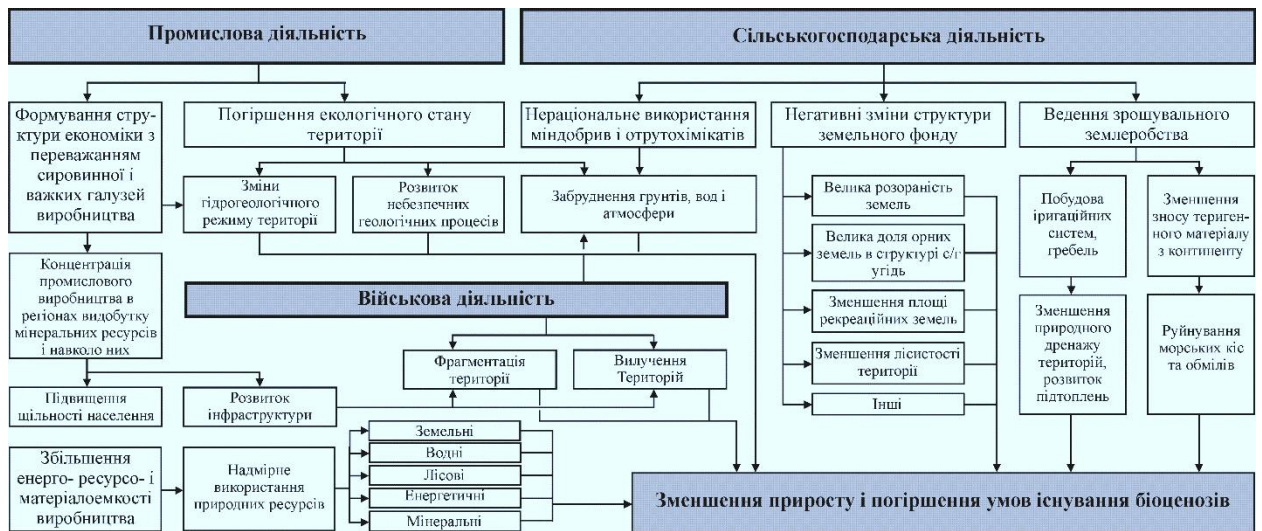 Промислова діяльність
Сільськогосподарська діяльність
Формування стру-
ктури економіки з
переважанням
сировинної і
важких галузей
виробництва
Погіршення екологічного стану
території
Нераціональне використання
міндобрив і отрутохімікатів
Негативні зміни структури
земельного фонду
Ведення зрошувального
землеробства
Зміни
гідрогеологічного
режиму території
Розвиток
небезпечних
геологічних процесів
Забруднення грунтів, вод і
атмосфери
Велика розораність
земель
Побудова
іригаційних
систем,
гребель
Зменшення
зносу териген-
ного матеріалу
з континенту
Концентрація
промислового
виробництва в
регіонах видобутку
мінеральних ресурсів
і навколо них
Велика доля орних
земель в структурі с/г
угідь
Військова діяльність
Зменшення площі
рекреаційних земель
Зменшення
природного
дренажу
територій,
розвиток
підтоплень
Руйнування
морських кіс
та обмілів
Фрагментація
території
Вилучення
Територій
Зменшення лісистості
території
Підвищення
щільності населення
Розвиток
інфраструктури
Інші
Збільшення
енерго- ресурсо- і
матеріалоемкості
виробництва
Надмірне
використання
природних ресурсів
Земельні
Водні
Лісові
Енергетичні
Мінеральні
Зменшення приросту і погіршення умов існування біоценозів